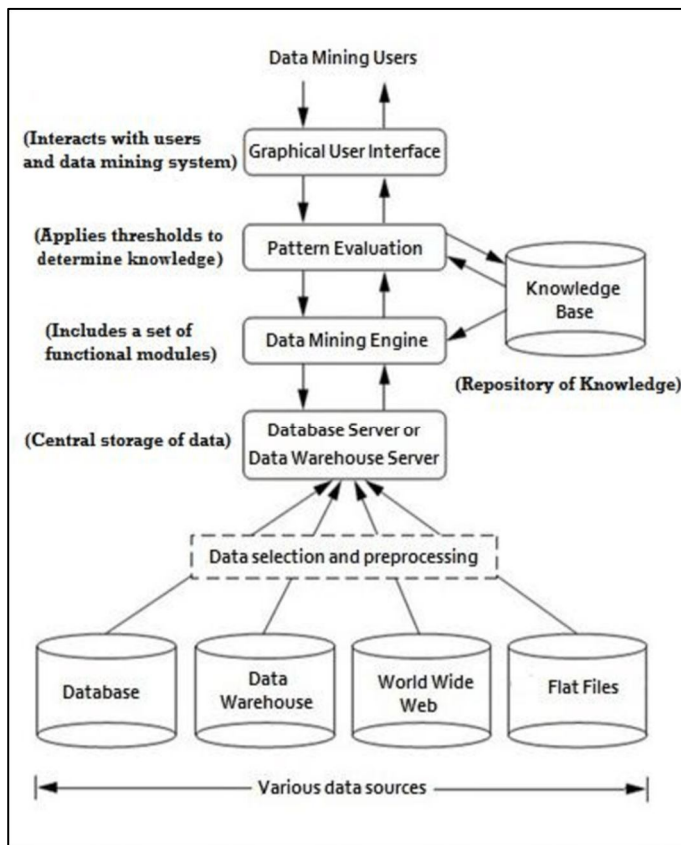 Data Mining Users
(Interacts with users
and data mining system)
Graphical User Interface
(Applies thresholds to
determine knowledge)
Pattern Evaluation
Knowledge
Base
(Includes a set of
functional modules)
Data Mining Engine
(Repository of Knowledge)
(Central storage of data)
Database Server or
Data Warehouse Server
Data selection and preprocessing
Database
Data
Warehouse
World Wide
Web
Flat Files
Various data sources